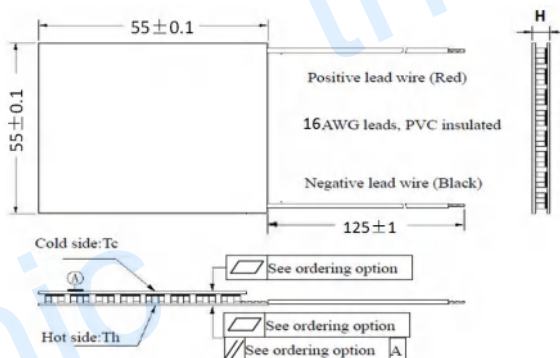 55±0.1
H
55±0.1
Positive lead wire (Red)
16AWG leads, PVC insulated
Negative lead wire (Black)
125±1
Cold side:Tc
A
See ordering option
Hot side:Th
See ordering option
See ordering option A